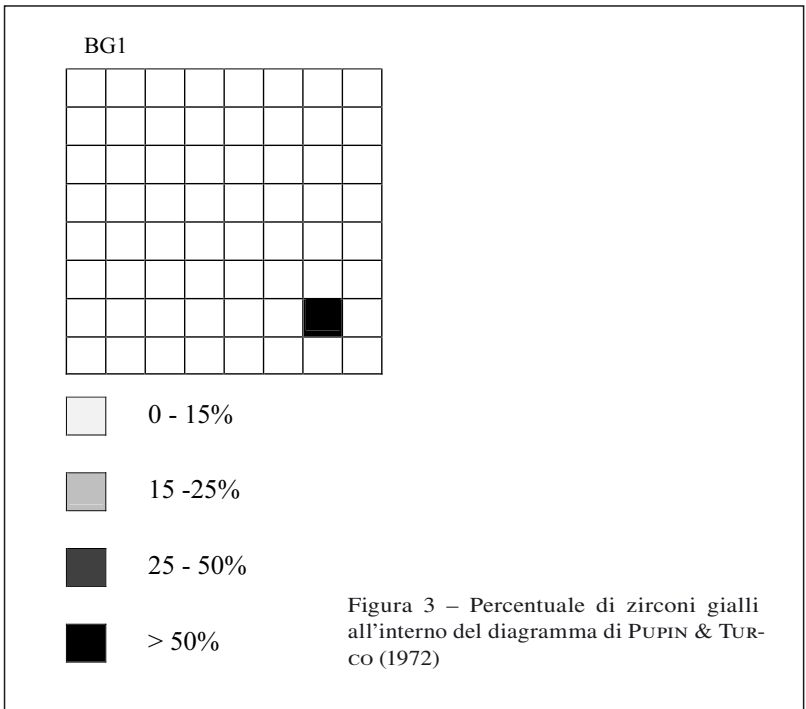 BG1
0 - 15%
15 -25%
25 - 50%
> 50%
Figura 3 – Percentuale di zirconi gialli
all'interno del diagramma di PUPIN & TUR-
CO (1972)